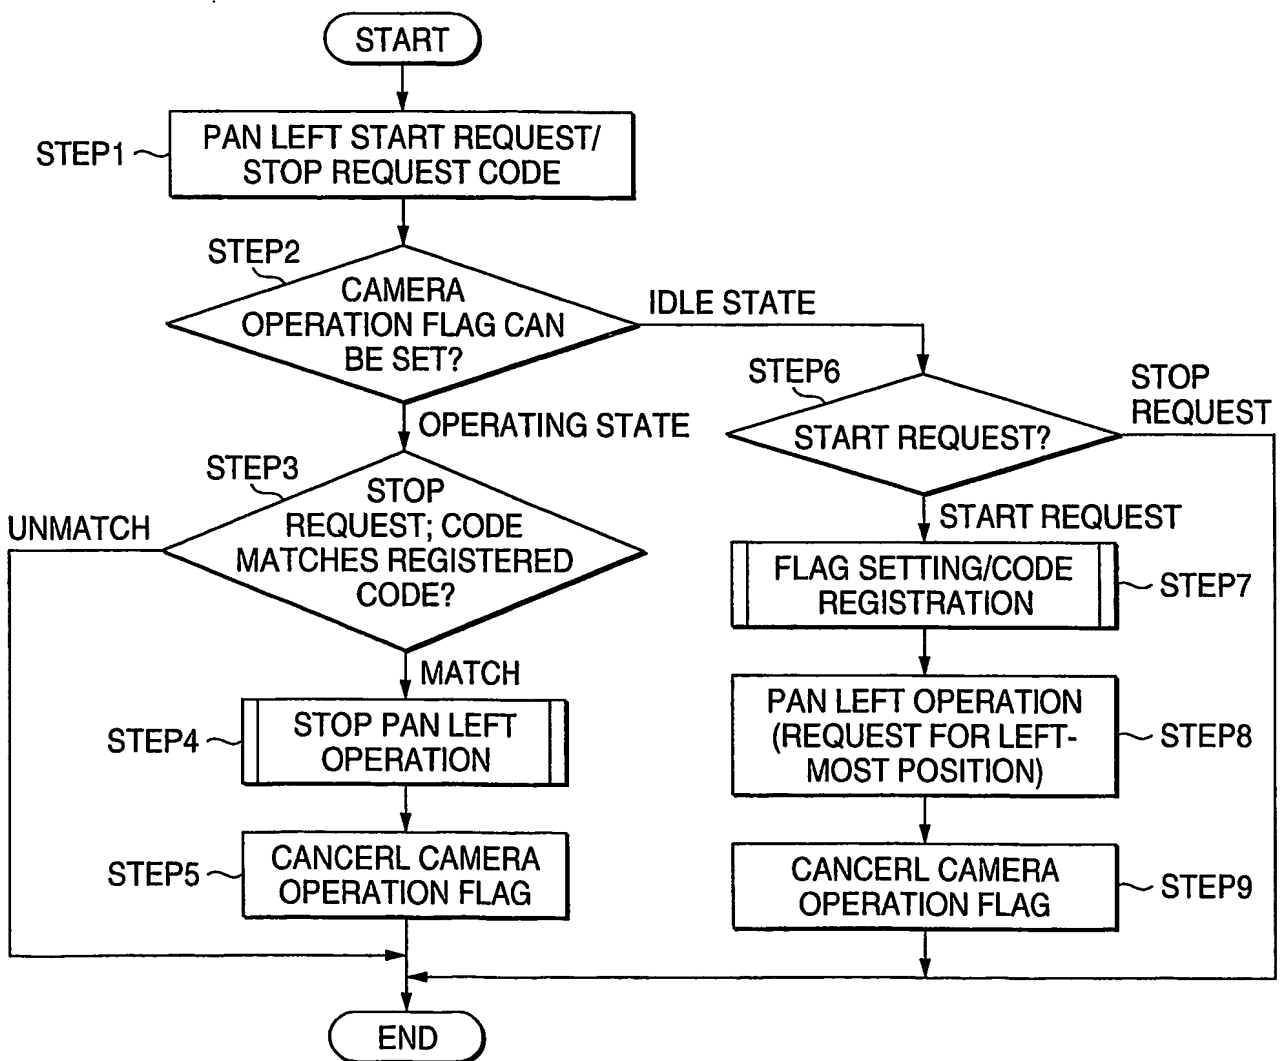 START
STEP1
PAN LEFT START REQUEST/
STOP REQUEST CODE
STEP2
CAMERA
OPERATION FLAG CAN
BE SET?
IDLE STATE
OPERATING STATE
STEP3
STOP
REQUEST; CODE
MATCHES REGISTERED
CODE?
UNMATCH
MATCH
STEP4
STOP PAN LEFT
OPERATION
STEP5
CANCERL CAMERA
OPERATION FLAG
STEP6
START REQUEST?
STOP
REQUEST
START REQUEST
FLAG SETTING/CODE
REGISTRATION
STEP7
PAN LEFT OPERATION
(REQUEST FOR LEFT-
MOST POSITION)
STEP8
CANCERL CAMERA
OPERATION FLAG
STEP9
END